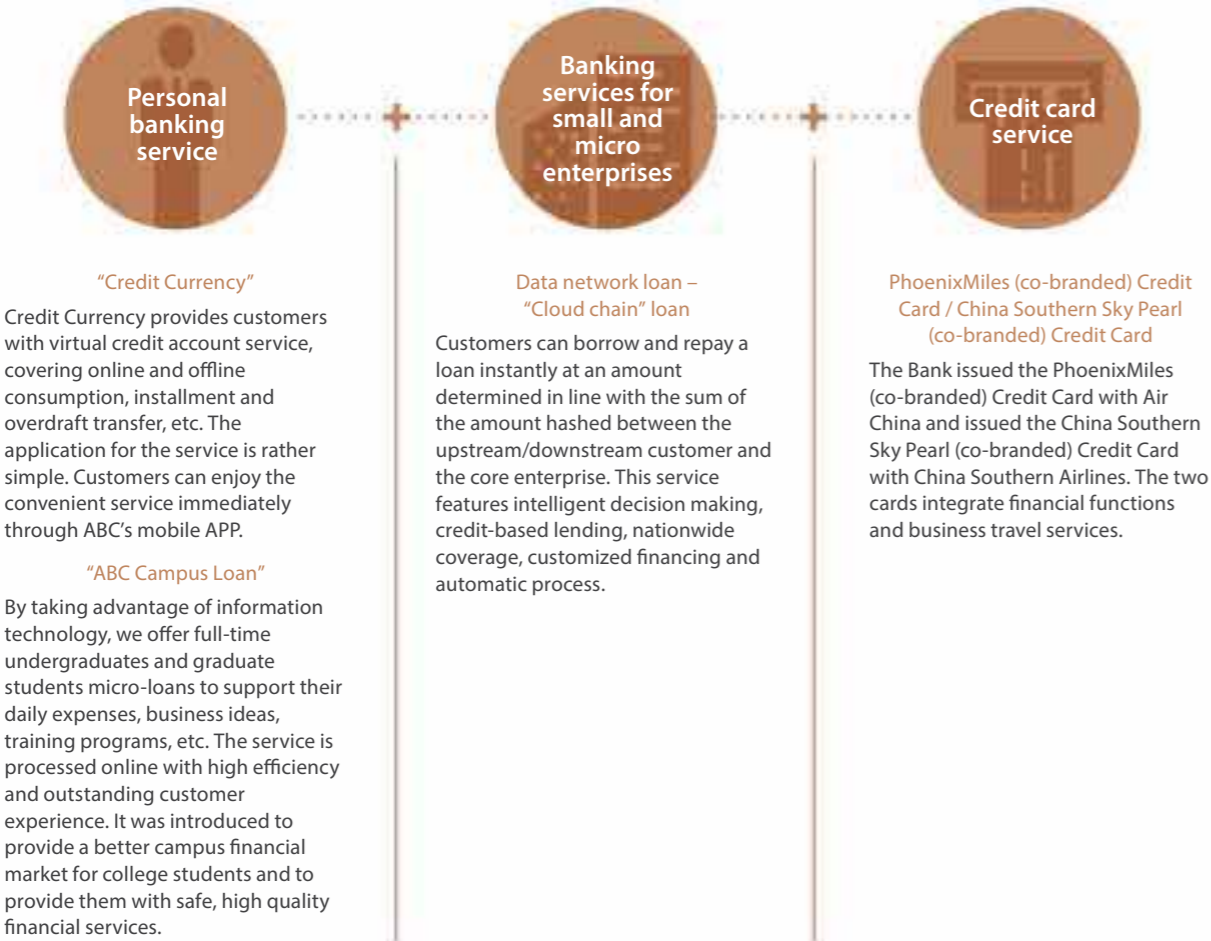 Personal
banking
service
"Credit Currency"
Credit Currency provides customers
with virtual credit account service,
covering online and offline
consumption, installment and
overdraft transfer, etc. The
application for the service is rather
simple. Customers can enjoy the
convenient service immediately
through ABC's mobile APP.
"ABC Campus Loan"
By taking advantage of information
technology, we offer full-time
undergraduates and graduate
students micro-loans to support their
daily expenses, business ideas,
training programs, etc. The service is
processed online with high efficiency
and outstanding customer
experience. It was introduced to
provide a better campus financial
market for college students and to
provide them with safe, high quality
financial services.
Banking
services for
small and
micro
enterprises
Data network loan –
"Cloud chain" loan
Customers can borrow and repay a
loan instantly at an amount
determined in line with the sum of
the amount hashed between the
upstream/downstream customer and
the core enterprise. This service
features intelligent decision making,
credit-based lending, nationwide
coverage, customized financing and
automatic process.
Credit card
service
PhoenixMiles (co-branded) Credit
Card / China Southern Sky Pearl
(co-branded) Credit Card
The Bank issued the PhoenixMiles
(co-branded) Credit Card with Air
China and issued the China Southern
Sky Pearl (co-branded) Credit Card
with China Southern Airlines. The two
cards integrate financial functions
and business travel services.